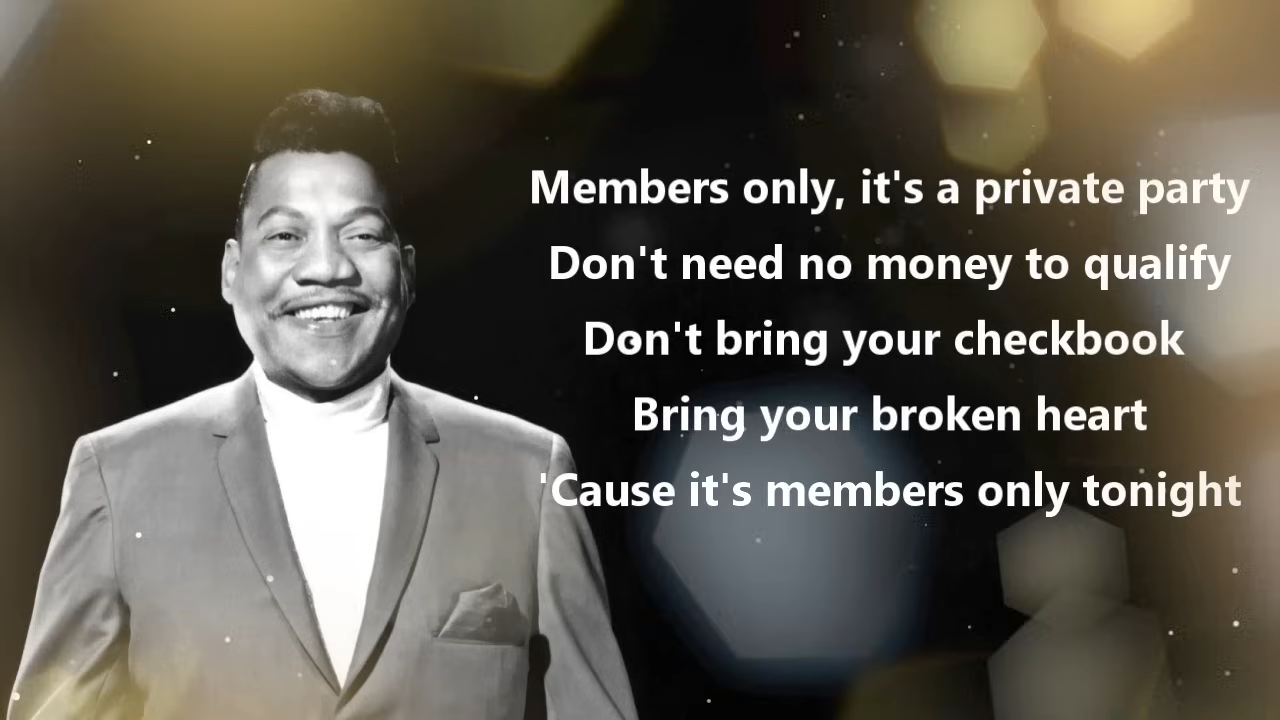 Members only, it's a private party
Don't need no money to qualify
Don't bring your checkbook
Bring your broken heart
'Cause it's members only tonight